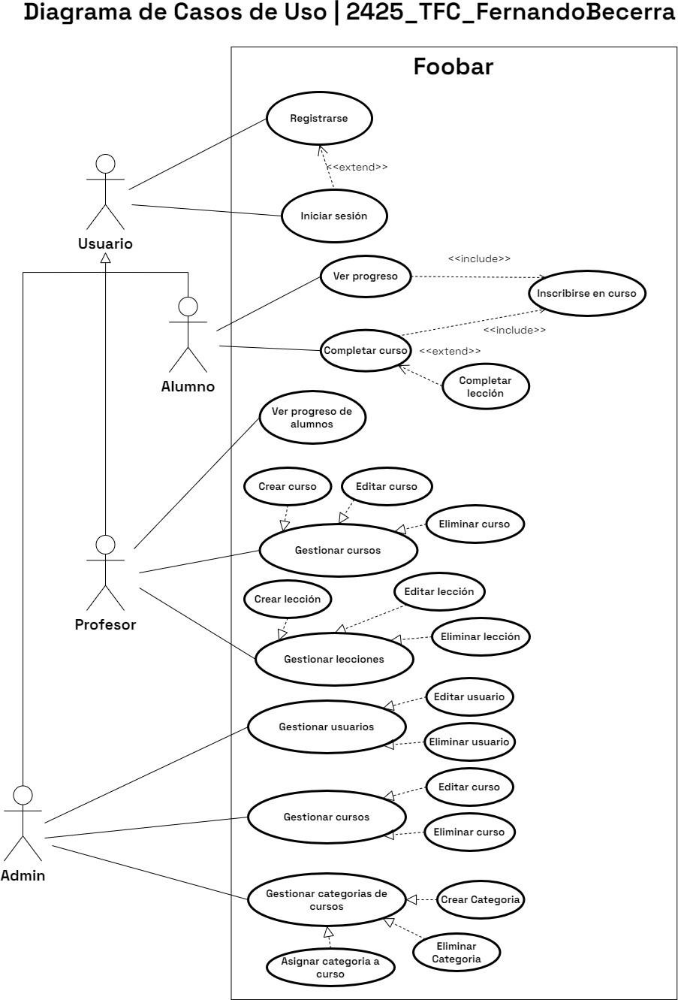 Diagrama de Casos de Uso | 2425_TFC_FernandoBecerra
Foobar
Registrarse
<<extend>>
Iniciar sesión
Usuario
<<include>>
Ver progreso
Inscribirse en curso
<<include>>
Completar curso
<<extend>>
Alumno
Completar
lección
Ver progreso de
alumnos
Crear curso
Editar curso
Eliminar curso
Gestionar cursos
Crear lección
Editar lección
Profesor
Eliminar lección
Gestionar lecciones
Editar usuario
Gestionar usuarios
Eliminar usuario
Editar curso
Gestionar cursos
Eliminar curso
Admin
Gestionar categorias de
cursos
Crear Categoria
Eliminar
Categoria
Asignar categoria a
curso